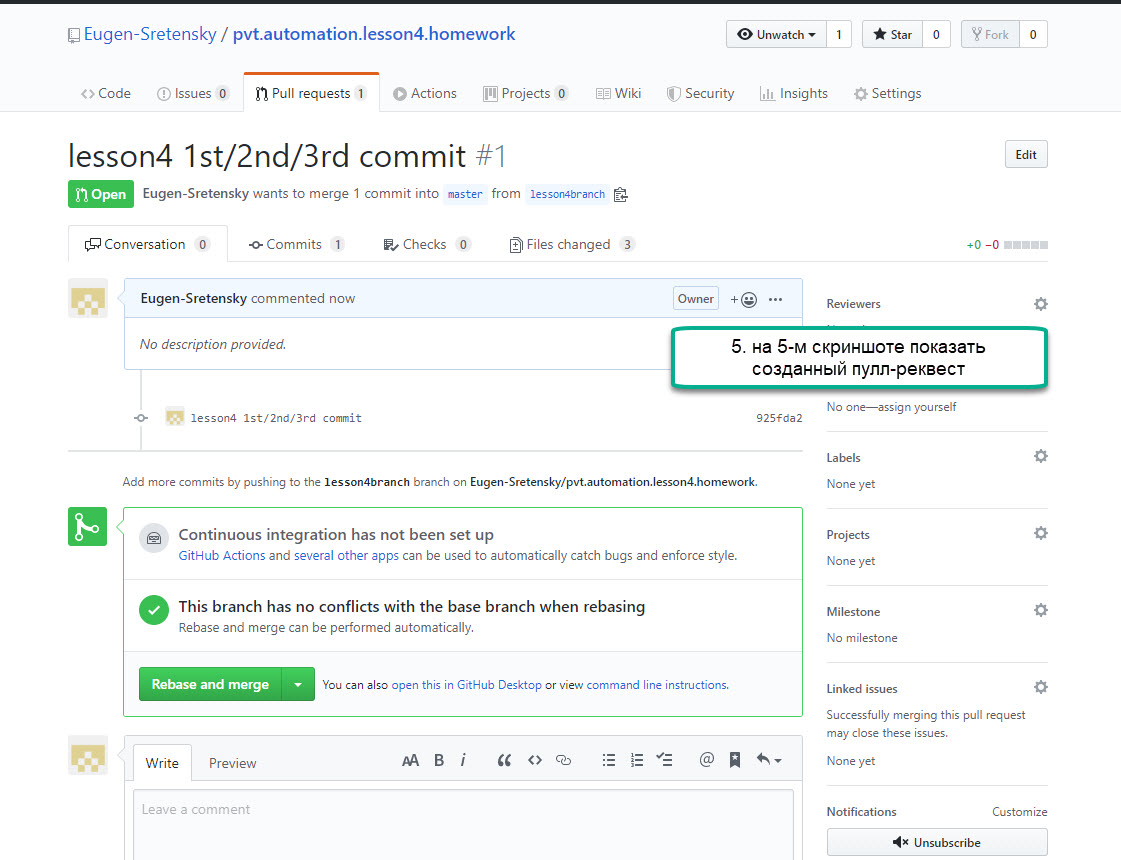 Eugen-Sretensky / pvt.automation.lesson4.homework
Unwatch 1 Star 0 Fork 0
Code Issues 0 Pull requests 1 Actions Projects 0 Wiki Security Insights Settings
lesson4 1st/2nd/3rd commit #1
Edit
Open Eugen-Sretensky wants to merge 1 commit into master from lesson4branch
Conversation 0 Commits 1 Checks 0 Files changed 3 +0 −0
Eugen-Sretensky commented now Owner
No description provided.
lesson4 1st/2nd/3rd commit 925fda2
Add more commits by pushing to the lesson4branch branch on Eugen-Sretensky/pvt.automation.lesson4.homework.
Continuous integration has not been set up
GitHub Actions and several other apps can be used to automatically catch bugs and enforce style.
This branch has no conflicts with the base branch when rebasing
Rebase and merge can be performed automatically.
Rebase and merge You can also open this in GitHub Desktop or view command line instructions.
Write Preview AA B i @
Leave a comment
Reviewers
5. на 5-м скриншоте показать
созданный пулл-реквест
No one—assign yourself
Labels
None yet
Projects
None yet
Milestone
No milestone
Linked issues
Successfully merging this pull request
may close these issues.
None yet
Notifications Customize
Unsubscribe